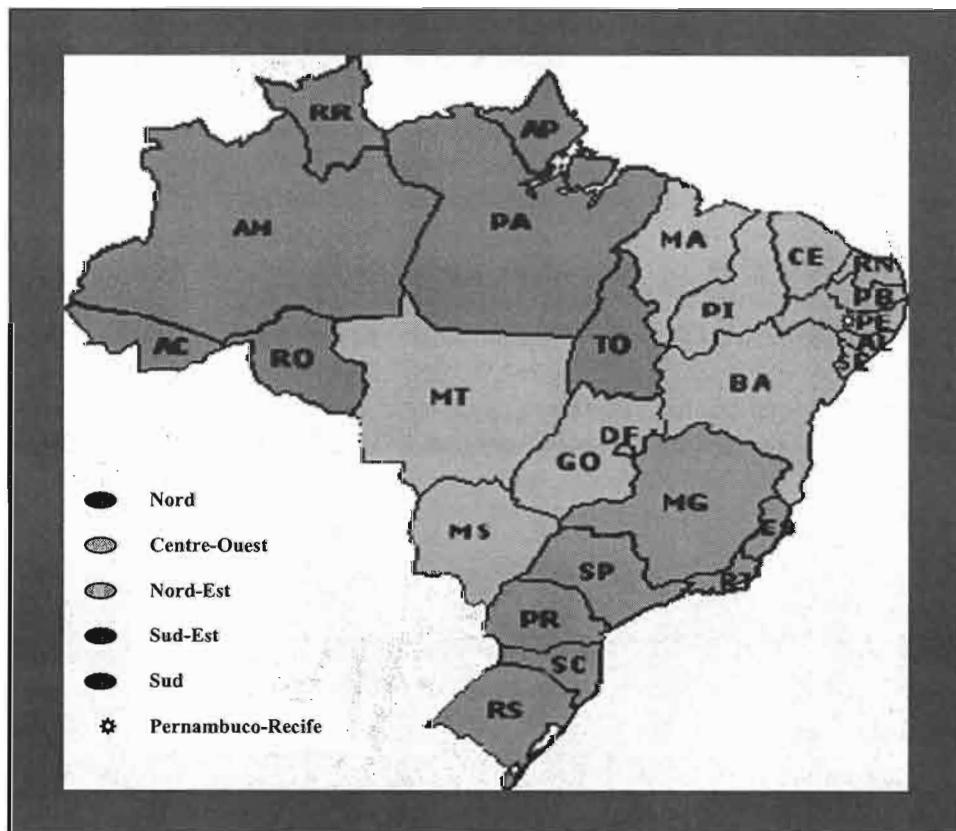 RR
AP
AM
PA
MA
CE
RN
PB
PI
PE
AL
SE
AC
RO
TO
BA
MT
DF
GO
MG
ES
MS
SP
RJ
PR
SC
RS
Nord
Centre-Ouest
Nord-Est
Sud-Est
Sud
Pernambuco-Recife